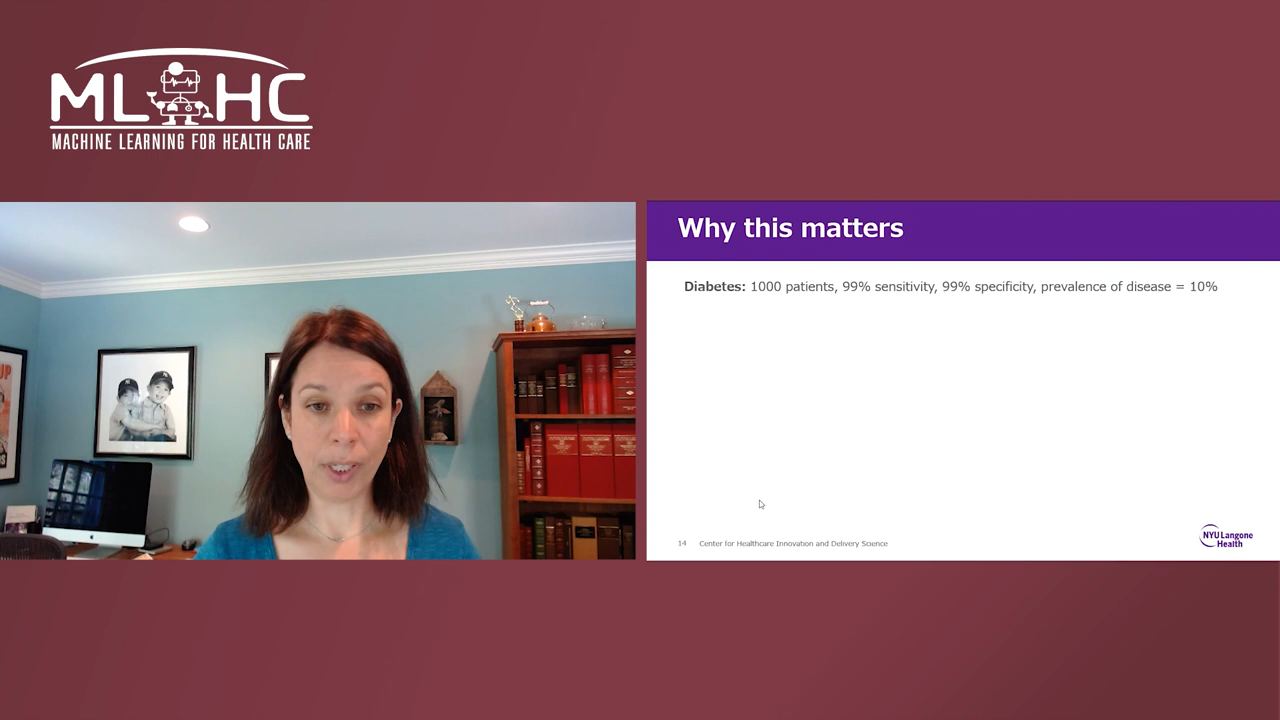 ML HC
MACHINE LEARNING FOR HEALTH CARE
UP
Why this matters
Diabetes: 1000 patients, 99% sensitivity, 99% specificity, prevalence of disease = 10%
14 Center for Healthcare Innovation and Delivery Science
NYU Langone
Health